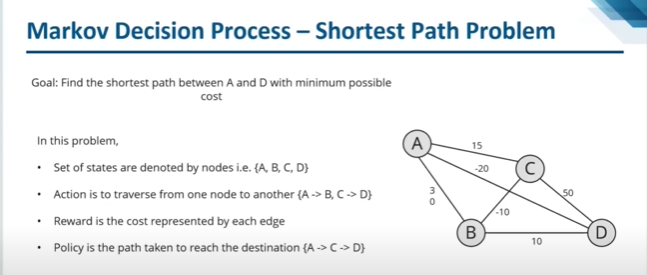 Markov Decision Process – Shortest Path Problem
Goal: Find the shortest path between A and D with minimum possible
cost
In this problem,
• Set of states are denoted by nodes i.e. {A, B, C, D}
• Action is to traverse from one node to another {A -> B, C -> D}
• Reward is the cost represented by each edge
• Policy is the path taken to reach the destination {A -> C -> D}
A
15
-20
C
3
0
50
-10
B
D
10